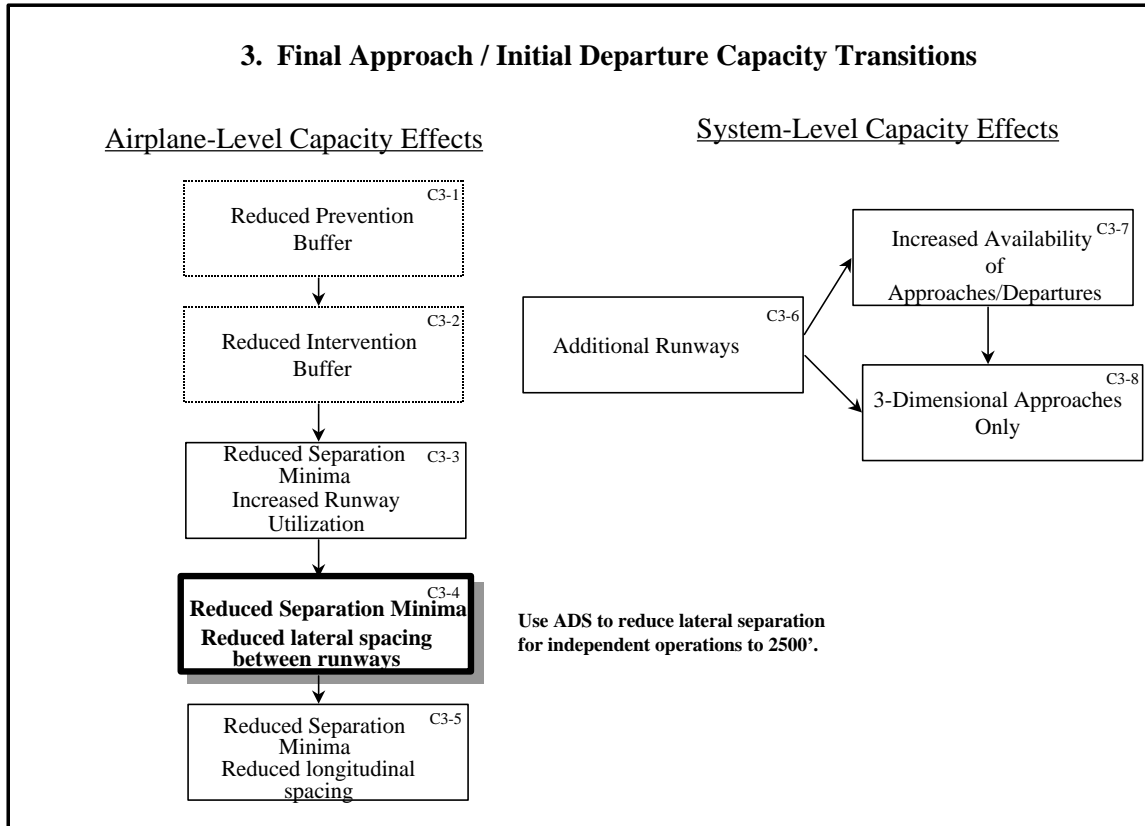 3. Final Approach / Initial Departure Capacity Transitions
Airplane-Level Capacity Effects
C3-1
Reduced Prevention
Buffer
C3-2
Reduced Intervention
Buffer
C3-3
Reduced Separation
Minima
Increased Runway
Utilization
C3-4
Reduced Separation Minima
Reduced lateral spacing
between runways
Use ADS to reduce lateral separation
for independent operations to 2500’.
C3-5
Reduced Separation
Minima
Reduced longitudinal
spacing
System-Level Capacity Effects
C3-6
Additional Runways
C3-7
Increased Availability
of
Approaches/Departures
C3-8
3-Dimensional Approaches
Only